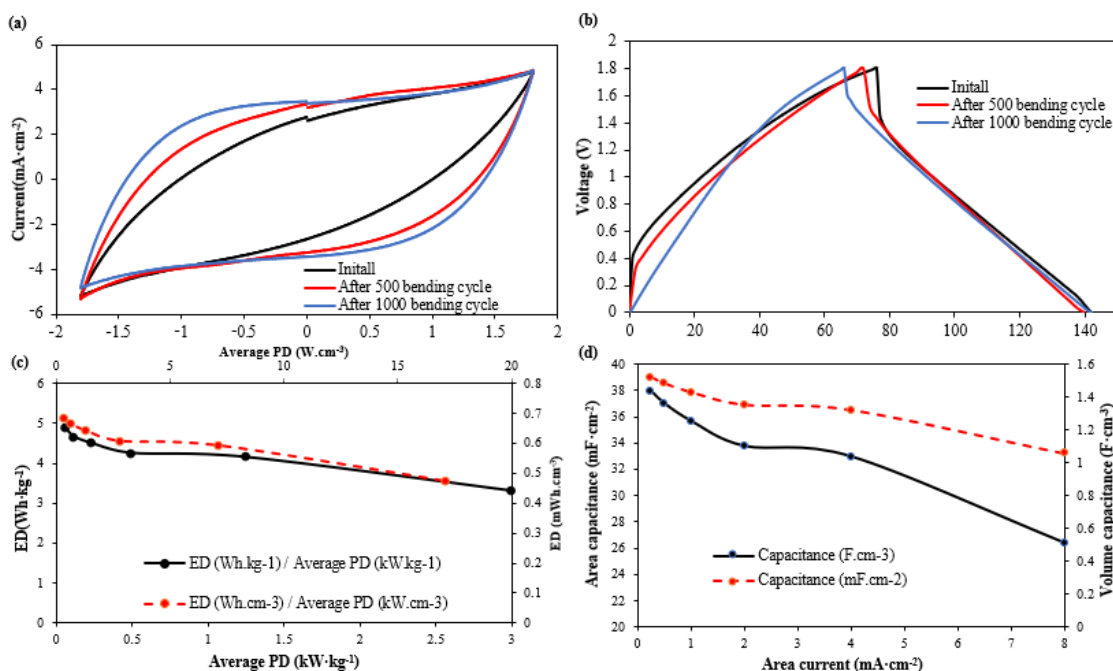 (a)
6
4
2
0
-2
-4
-6
Current(mA·cm-2)
Initall
After 500 bending cycle
After 1000 bending cycle
-2 -1.5 -1 -0.5 0 0.5 1 1.5 2
(b)
2
1.8
1.6
1.4
1.2
1
0.8
0.6
0.4
0.2
0
Voltage (V)
Initall
After 500 bending cycle
After 1000 bending cycle
0 20 40 60 80 100 120 140
(c)
Average PD (W.cm-3)
0 5 10 15 20
6
5
4
3
2
1
0
ED(Wh·kg-1)
0.8
0.7
0.6
0.5
0.4
0.3
0.2
0.1
0
ED (mWh.cm-3)
ED (Wh.kg-1) / Average PD (kW.kg-1)
ED (Wh.cm-3) / Average PD (kW.cm-3)
0 0.5 1 1.5 2 2.5 3
Average PD (kW·kg-1)
(d)
40
38
36
34
32
30
28
26
24
22
20
Area capacitance (mF·cm-2)
1.6
1.4
1.2
1
0.8
0.6
0.4
0.2
0
Volume capacitance (F·cm-3)
Capacitance (F.cm-3)
Capacitance (mF.cm-2)
0 2 4 6 8
Area current (mA·cm-2)